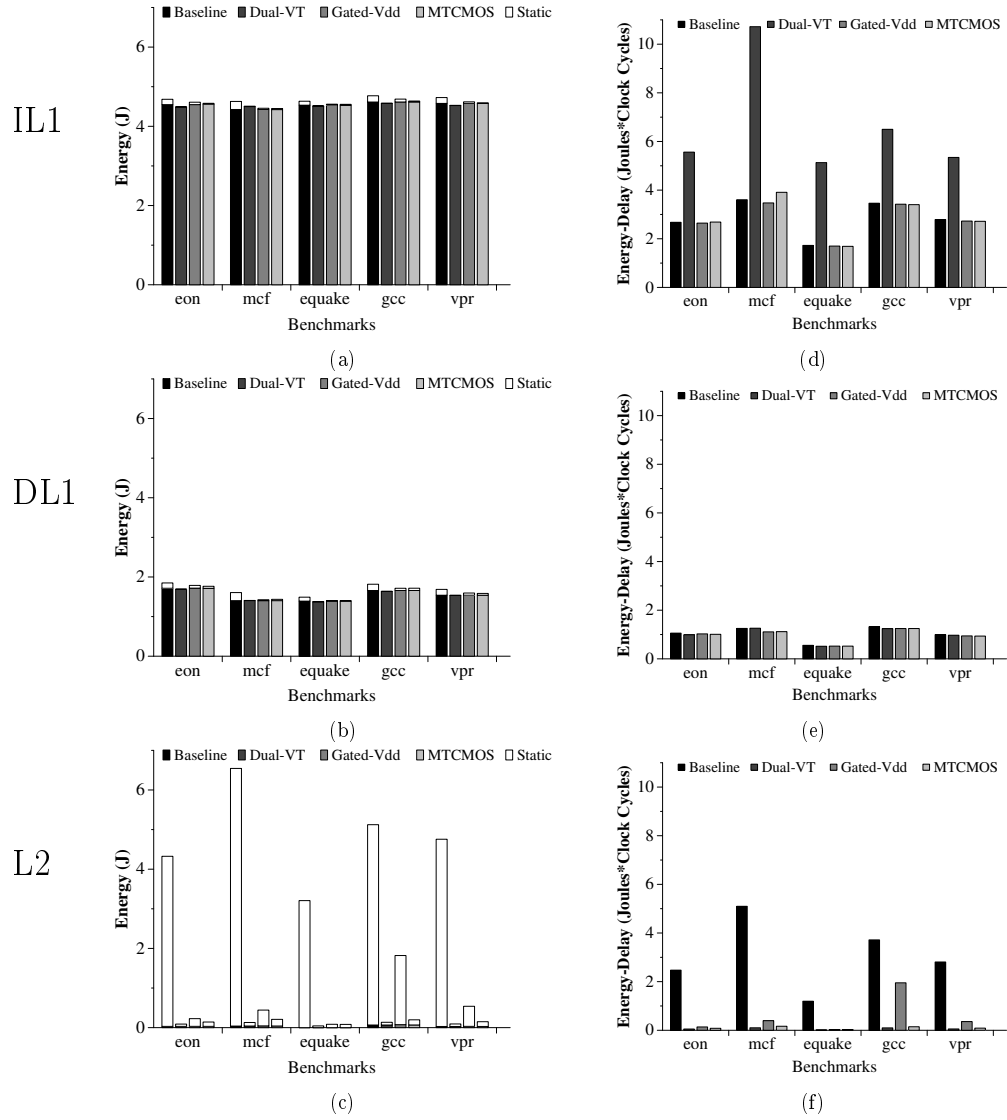 IL1
Baseline Dual-VT Gated-Vdd MTCMOS Static
Energy (J)
6
4
2
0
eon mcf equake gcc vpr
Benchmarks
(a)
Baseline Dual-VT Gated-Vdd MTCMOS
Energy-Delay (Joules*Clock Cycles)
10
8
6
4
2
0
eon mcf equake gcc vpr
Benchmarks
(d)
DL1
Baseline Dual-VT Gated-Vdd MTCMOS Static
Energy (J)
6
4
2
0
eon mcf equake gcc vpr
Benchmarks
(b)
Baseline Dual-VT Gated-Vdd MTCMOS
Energy-Delay (Joules*Clock Cycles)
10
8
6
4
2
0
eon mcf equake gcc vpr
Benchmarks
(e)
L2
Baseline Dual-VT Gated-Vdd MTCMOS Static
Energy (J)
6
4
2
0
eon mcf equake gcc vpr
Benchmarks
(c)
Baseline Dual-VT Gated-Vdd MTCMOS
Energy-Delay (Joules*Clock Cycles)
10
8
6
4
2
0
eon mcf equake gcc vpr
Benchmarks
(f)